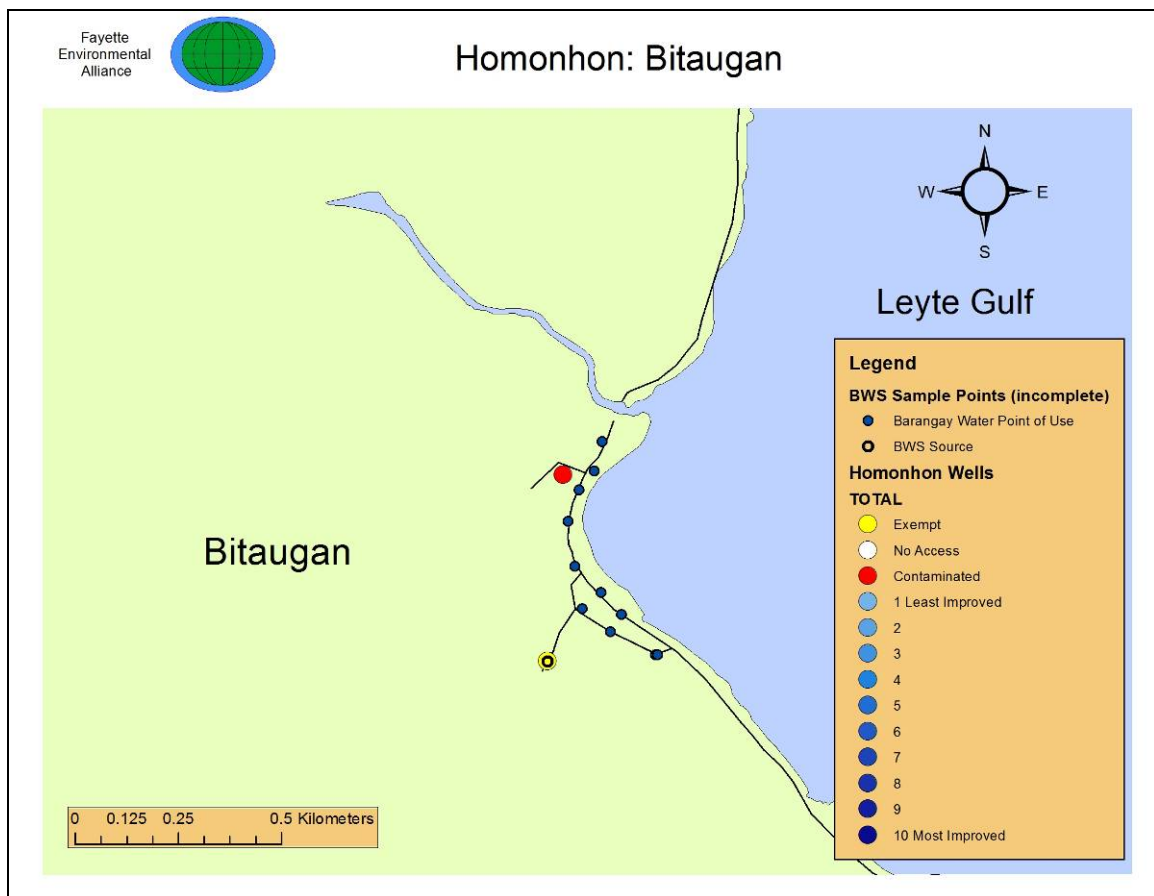 Fayette
Environmental
Alliance
Homonhon: Bitaugan
N
W E
S
Leyte Gulf
Legend
BWS Sample Points (incomplete)
Barangay Water Point of Use
BWS Source
Homonhon Wells
TOTAL
Exempt
No Access
Contaminated
1 Least Improved
2
3
4
5
6
7
8
9
10 Most Improved
Bitaugan
0 0.125 0.25 0.5 Kilometers